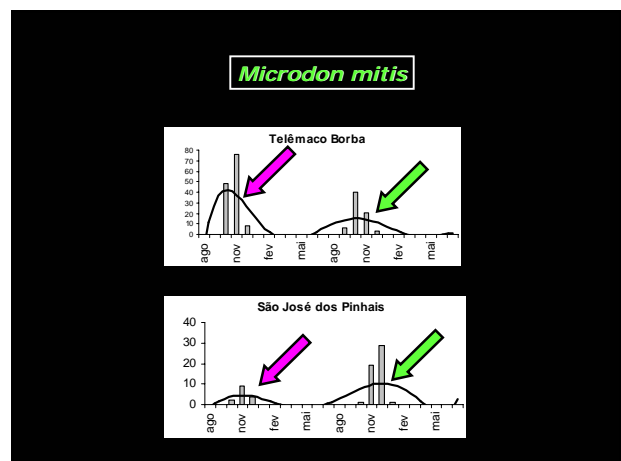 Microdon mitis
Telêmaco Borba
80
70
60
50
40
30
20
10
0
ago nov fev mai ago nov fev mai
São José dos Pinhais
40
30
20
10
0
ago nov fev mai ago nov fev mai